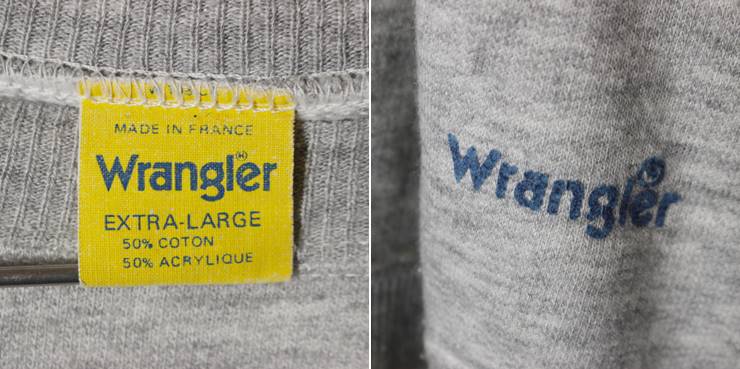 MADE IN FRANCE
Wrangler®
EXTRA-LARGE
50% COTON
50% ACRYLIQUE
Wrangler®